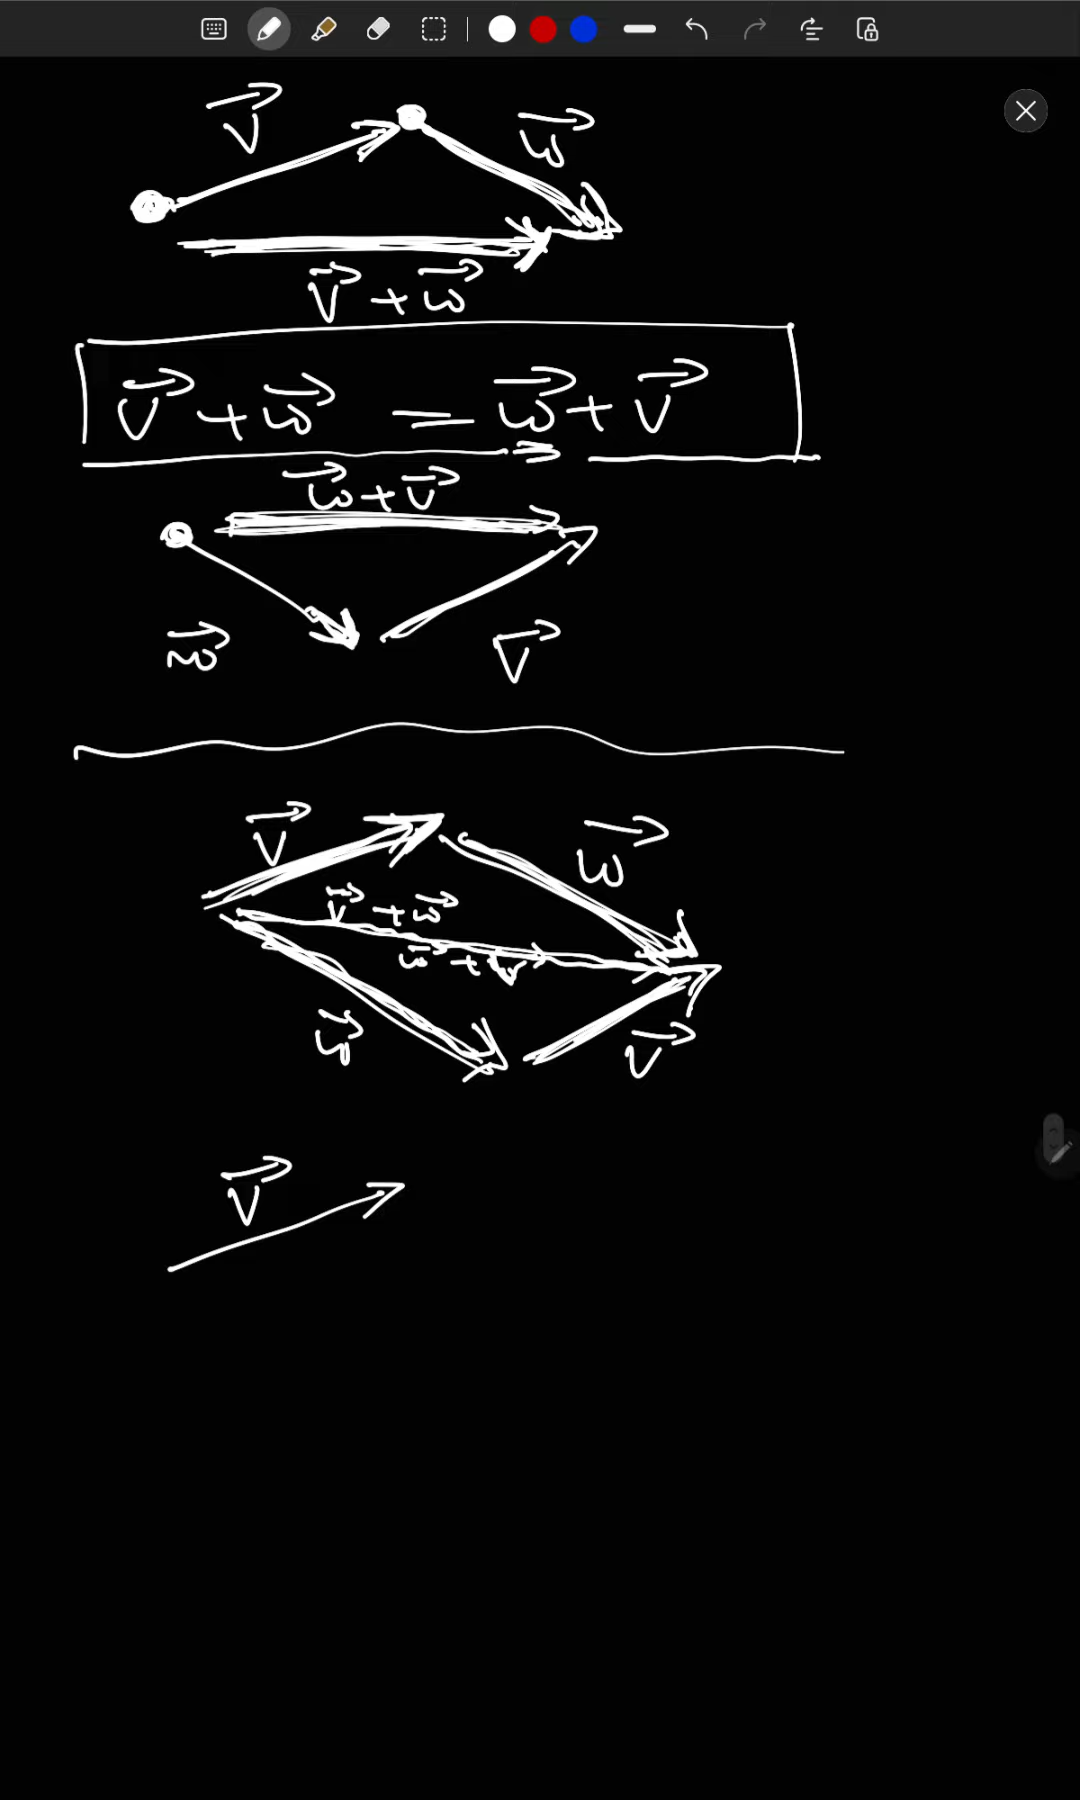 v⃗ w⃗
v⃗ + w⃗
v⃗ + w⃗ = w⃗ + v⃗
w⃗ + v⃗
w⃗ v⃗
v⃗ w⃗
v⃗ + w⃗
w⃗ + v⃗
w⃗ v⃗
v⃗